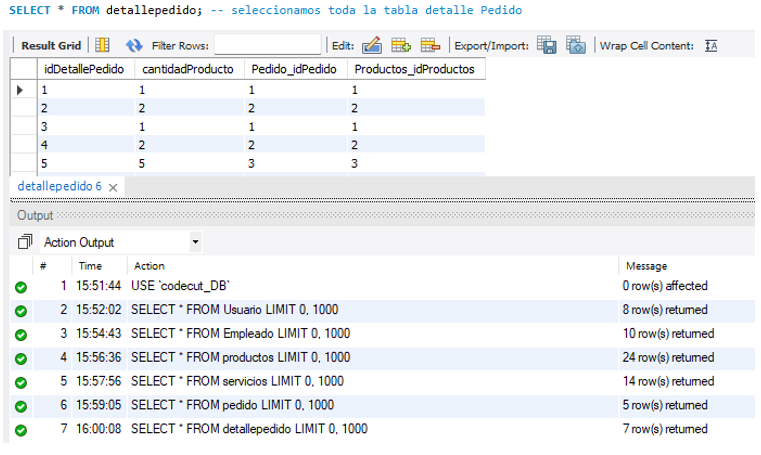 SELECT * FROM detallepedido; -- seleccionamos toda la tabla detalle Pedido
Result Grid Filter Rows: Edit: Export/Import: Wrap Cell Content: IA
idDetallePedido cantidadProducto Pedido_idPedido Productos_idProductos
1 1 1 1
2 2 2 2
3 1 1 1
4 2 2 2
5 5 3 3
detallepedido 6
Output
Action Output
# Time Action Message
1 15:51:44 USE `codecut_DB` 0 row(s) affected
2 15:52:02 SELECT * FROM Usuario LIMIT 0, 1000 8 row(s) returned
3 15:54:43 SELECT * FROM Empleado LIMIT 0, 1000 10 row(s) returned
4 15:56:36 SELECT * FROM productos LIMIT 0, 1000 24 row(s) returned
5 15:57:56 SELECT * FROM servicios LIMIT 0, 1000 14 row(s) returned
6 15:59:05 SELECT * FROM pedido LIMIT 0, 1000 5 row(s) returned
7 16:00:08 SELECT * FROM detallepedido LIMIT 0, 1000 7 row(s) returned